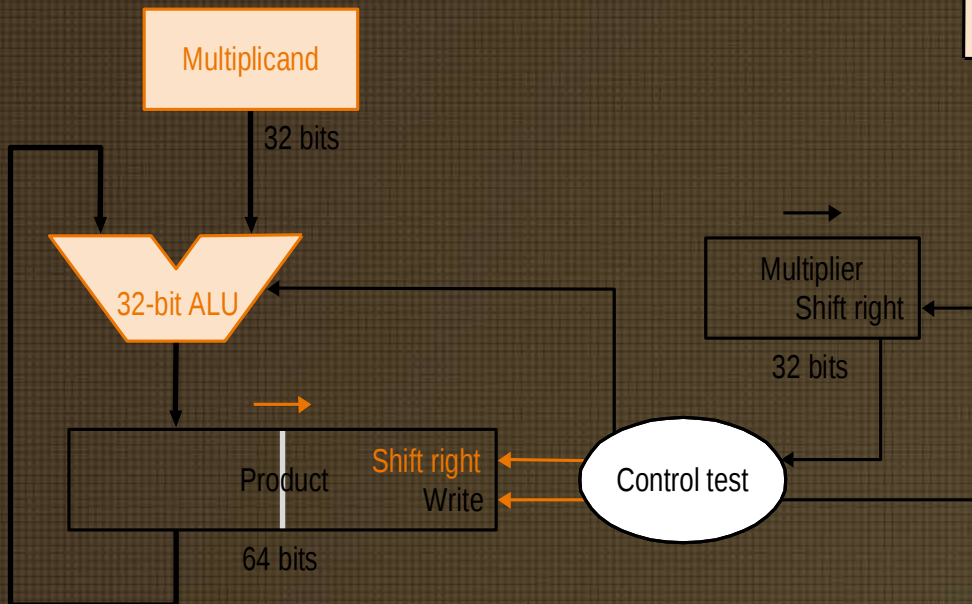 Multiplicand
32 bits
32-bit ALU
Multiplier
Shift right
32 bits
Product
Shift right
Write
64 bits
Control test